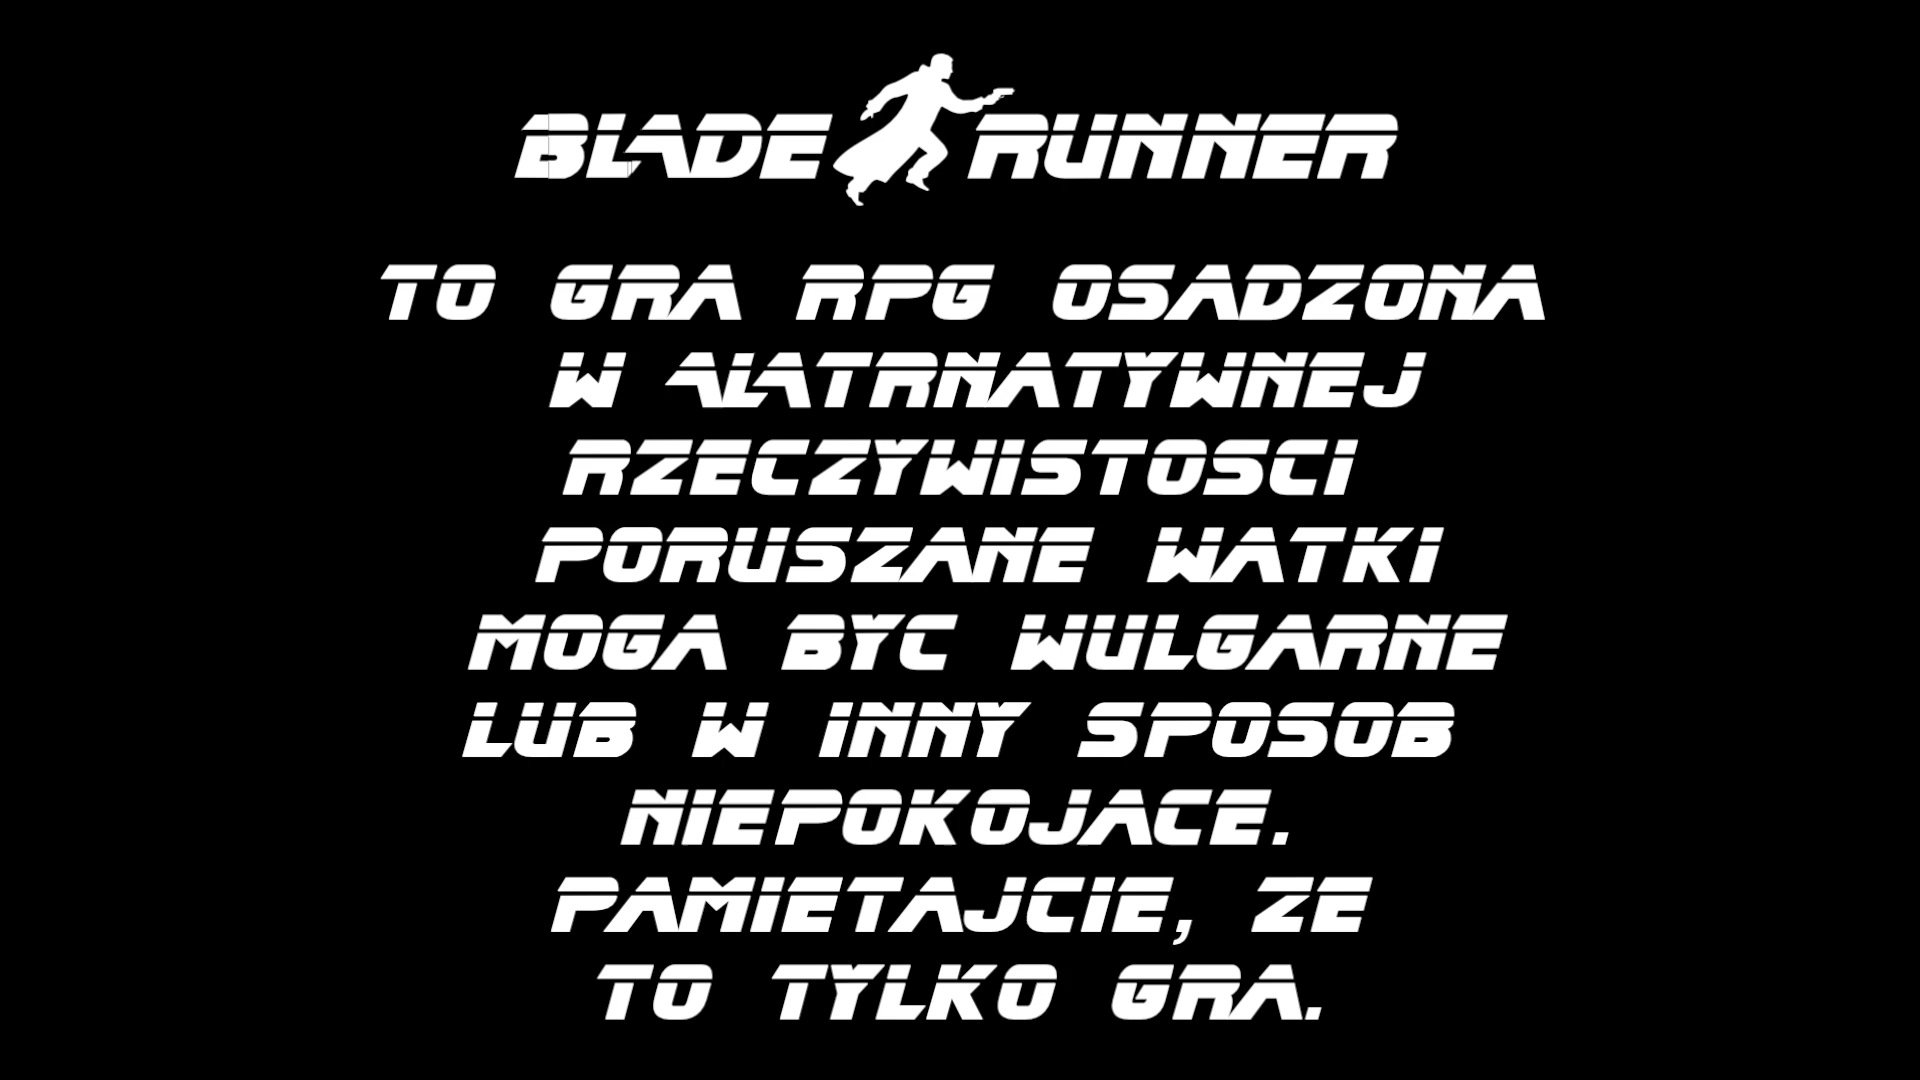 BLADE RUNNER
TO GRA RPG OSADZONA
W ALATRNATYWNEJ
RZECZYWISTOSCI
PORUSZANE WATKI
MOGA BYC WULGARNE
LUB W INNY SPOSOB
NIEPOKOJACE.
PAMIETAJCIE, ZE
TO TYLKO GRA.